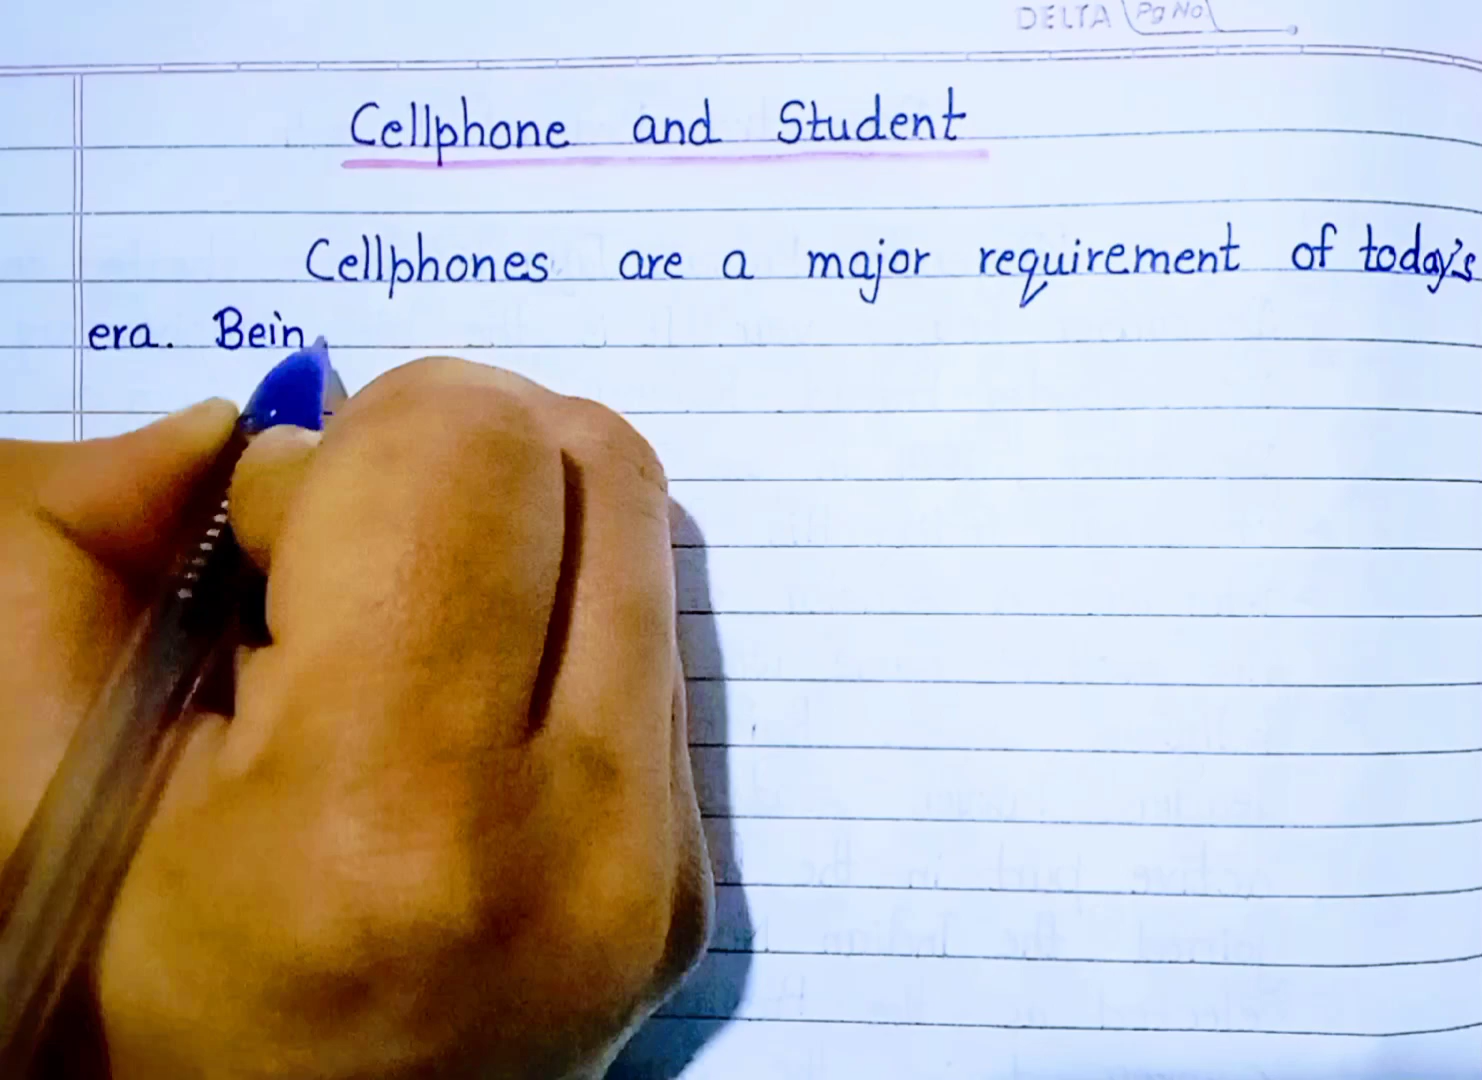 DELTA Pg No
Cellphone and Student
Cellphones are a major requirement of today's
era. Bein